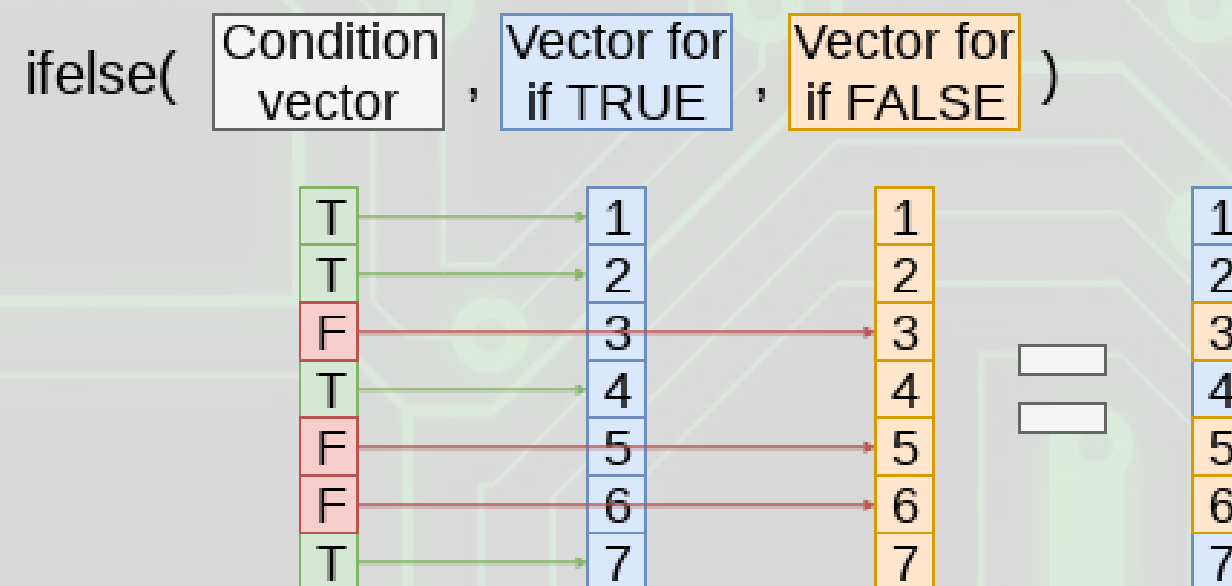 ifelse( Condition vector , Vector for if TRUE , Vector for if FALSE )
T 1 1 1
T 2 2 2
F 3 3 3
T 4 4 4
F 5 5 5
F 6 6 6
T 7 7 7